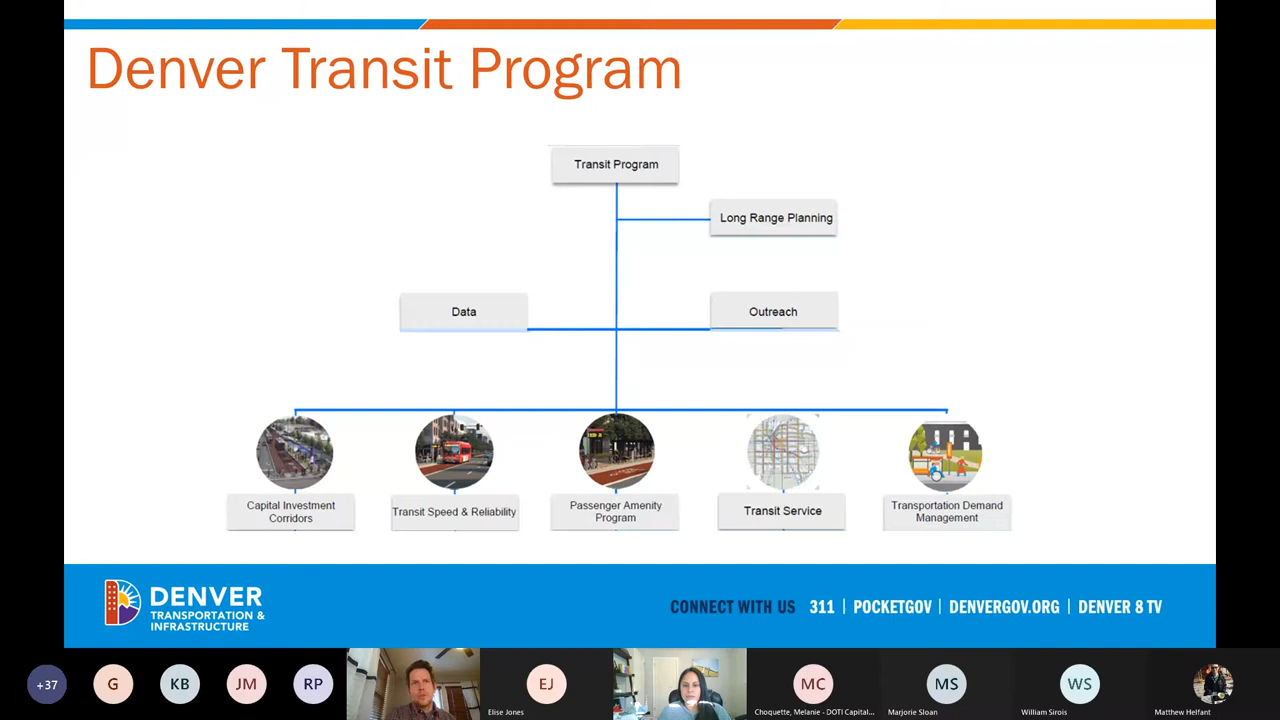 Denver Transit Program
Transit Program
Long Range Planning
Data
Outreach
Capital Investment
Corridors
Transit Speed & Reliability
Passenger Amenity
Program
Transit Service
Transportation Demand
Management
DENVER
TRANSPORTATION &
INFRASTRUCTURE
CONNECT WITH US 311 | POCKETGOV | DENVERGOV.ORG | DENVER 8 TV
+37
G
KB
JM
RP
EJ
Elise Jones
MC
Choquette, Melanie - DOTI Capital...
MS
Marjorie Sloan
WS
William Sirois
Matthew Helfant